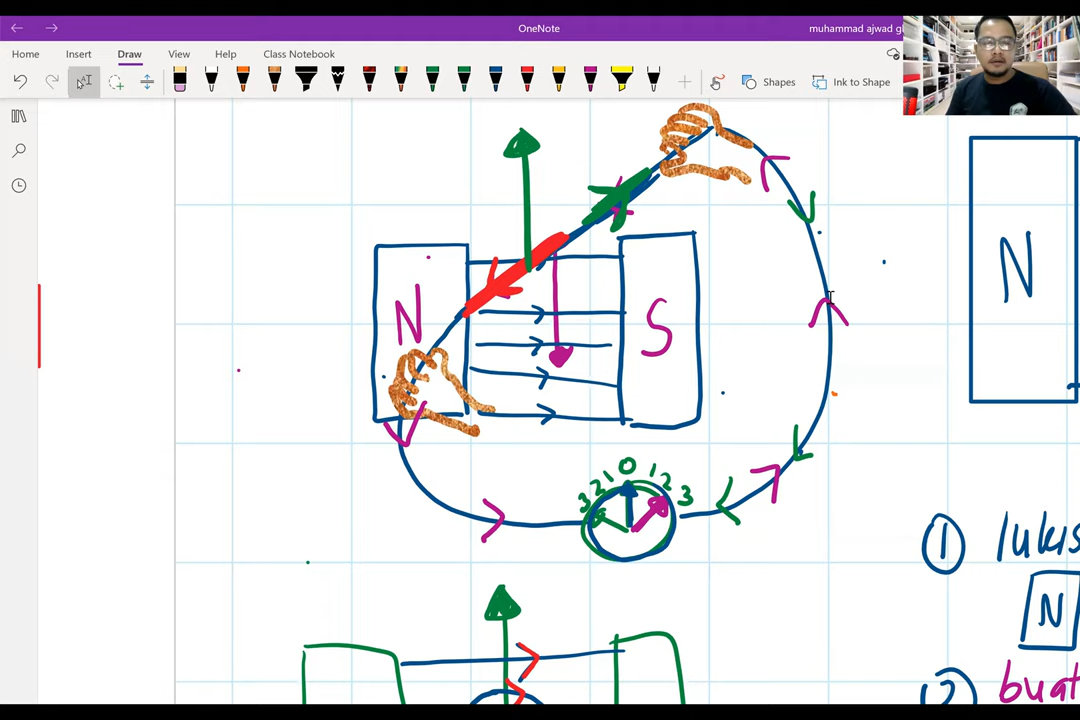 OneNote
muhammad ajwad
Home Insert Draw View Help Class Notebook
Shapes Ink to Shape
N S
N
3 2 1 0 1 2 3
1 lukis
N
2 buat